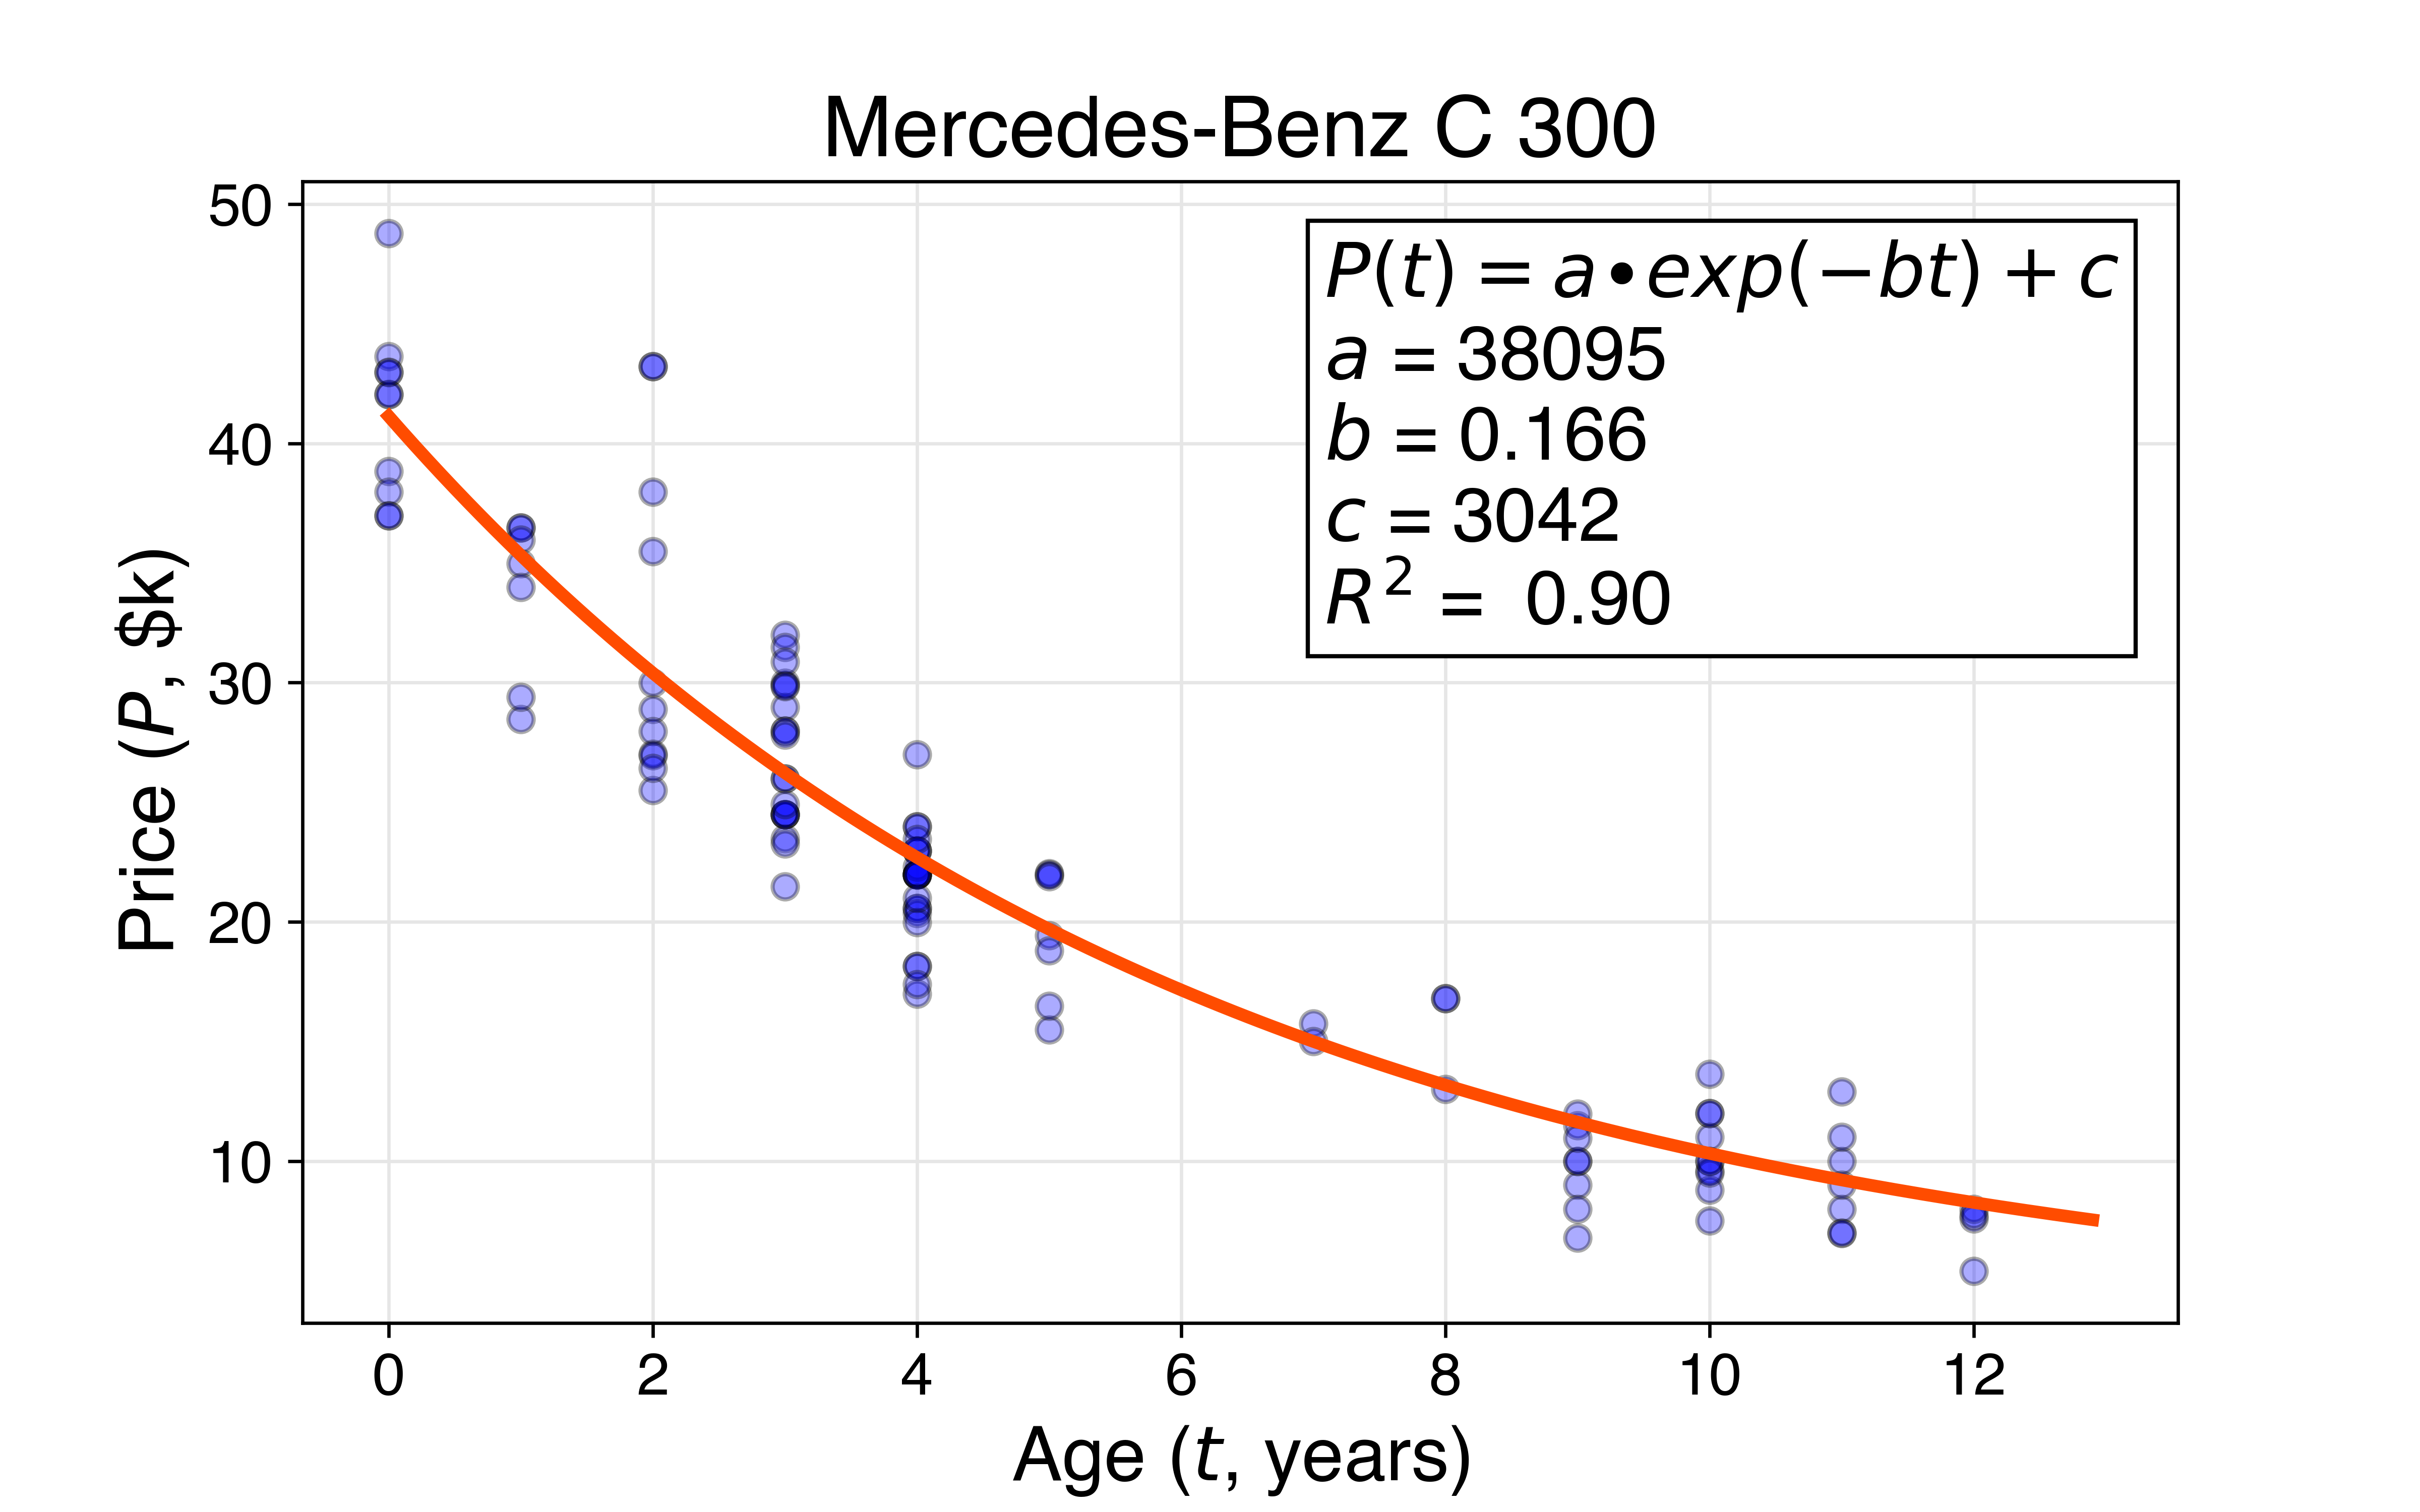 Mercedes-Benz C 300
P(t) = a•exp(−bt) + c
a = 38095
b = 0.166
c = 3042
R² = 0.90
Price (P, $k)
50
40
30
20
10
0 2 4 6 8 10 12
Age (t, years)